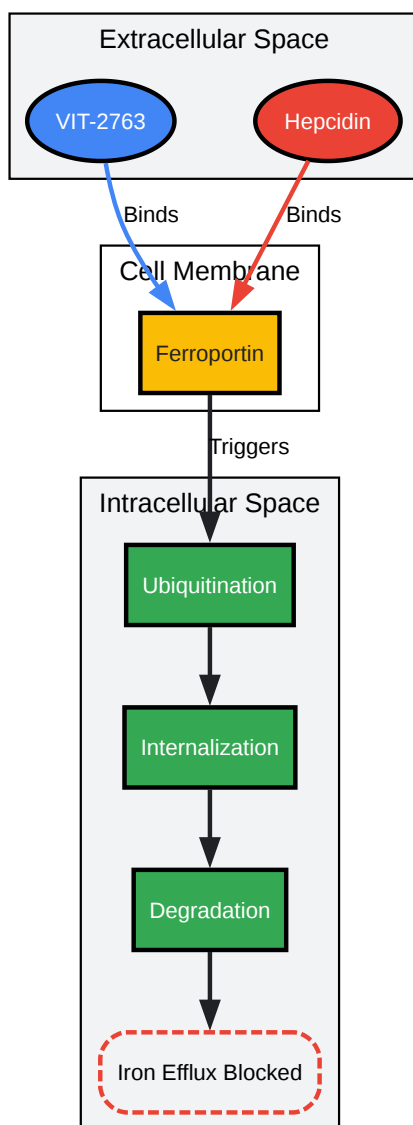 Extracellular Space
VIT-2763
Hepcidin
Binds
Binds
Cell Membrane
Ferroportin
Triggers
Intracellular Space
Ubiquitination
Internalization
Degradation
Iron Efflux Blocked